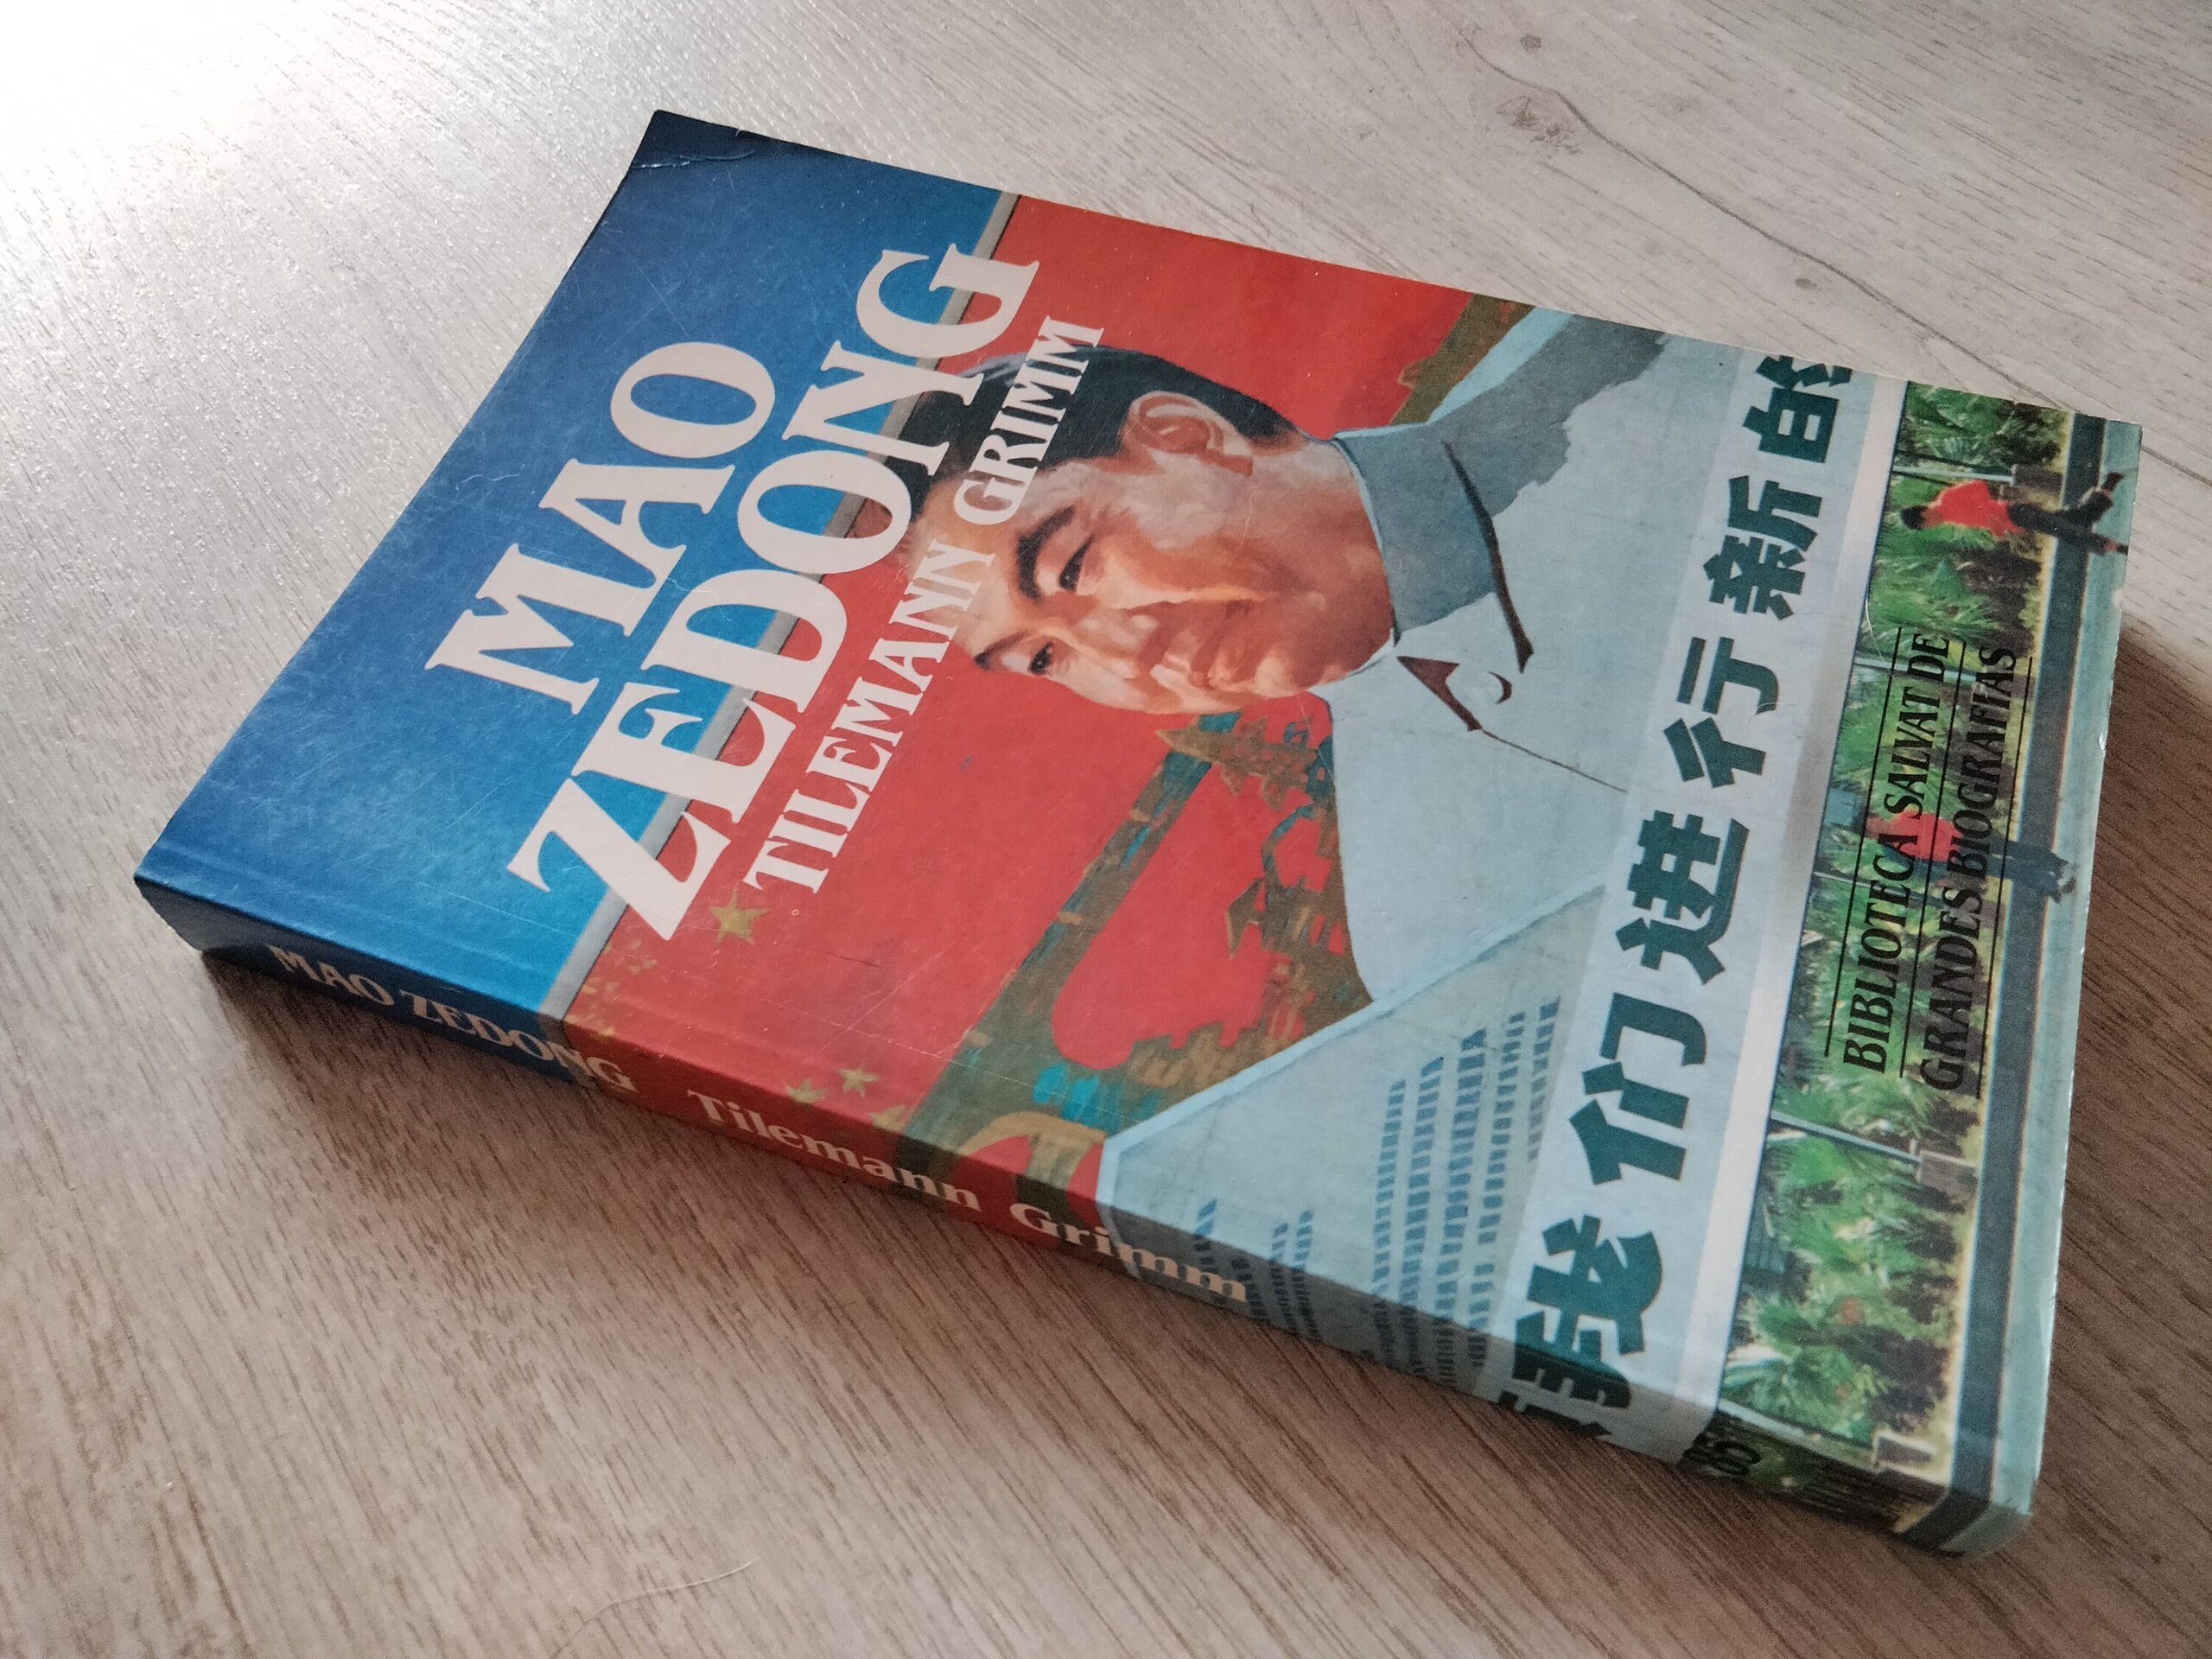 MAO
ZEDONG
TILEMANN GRIMM
我们进行新的
BIBLIOTECA SALVAT DE
GRANDES BIOGRAFIAS
MAO ZEDONG Tilemann Grimm
86